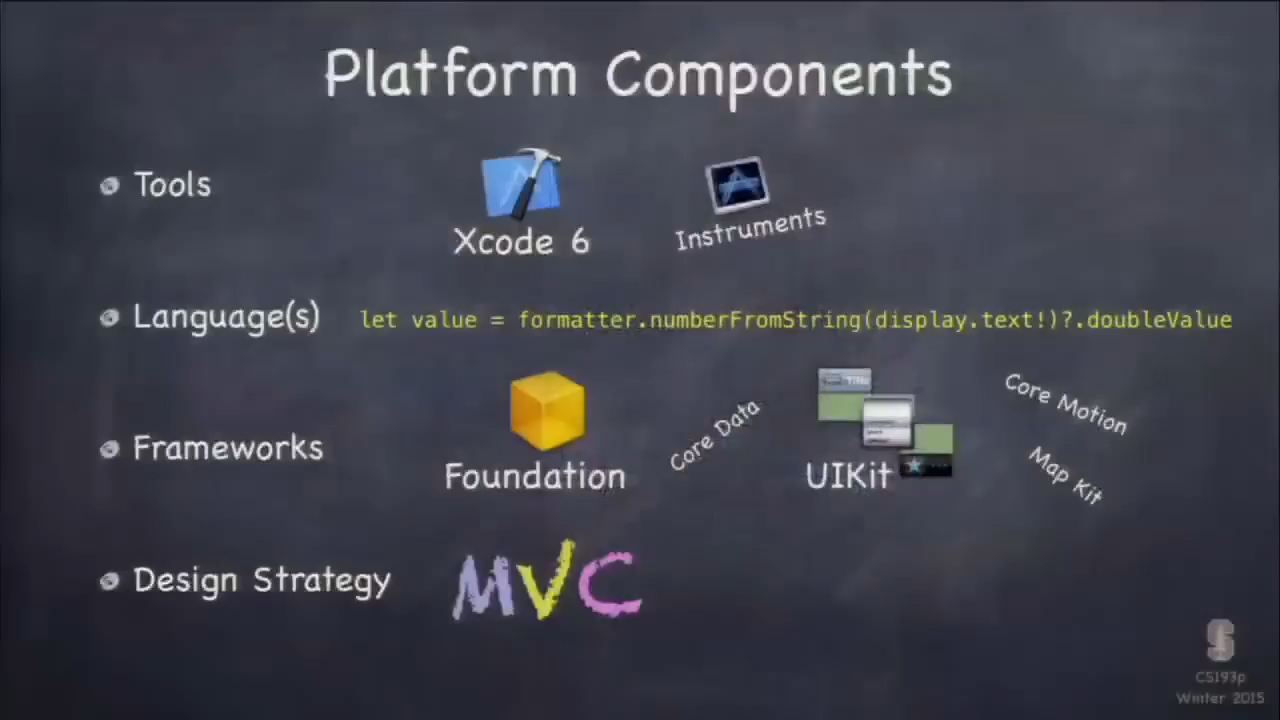 Platform Components
Tools
Xcode 6
Instruments
Language(s)
let value = formatter.numberFromString(display.text!)?.doubleValue
Frameworks
Foundation
Core Data
UIKit
Core Motion
Map Kit
Design Strategy
MVC
S
CS193p
Winter 2015